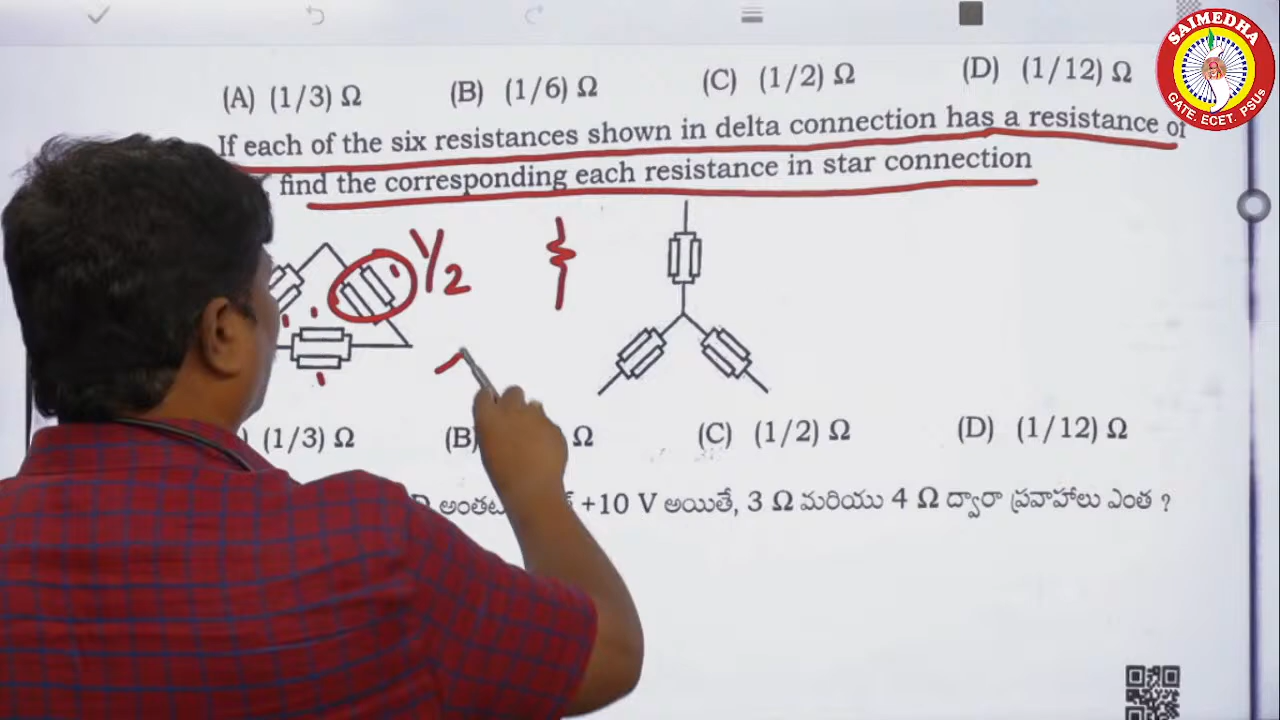 SAIMEDHA
GATE. ECET. PSUs
(A) (1/3) Ω (B) (1/6) Ω (C) (1/2) Ω (D) (1/12) Ω
If each of the six resistances shown in delta connection has a resistance of
find the corresponding each resistance in star connection
1/2
(1/3) Ω (B) Ω (C) (1/2) Ω (D) (1/12) Ω
+10 V అయితే, 3 Ω మరియు 4 Ω ద్వారా ప్రవాహాలు ఎంత ?